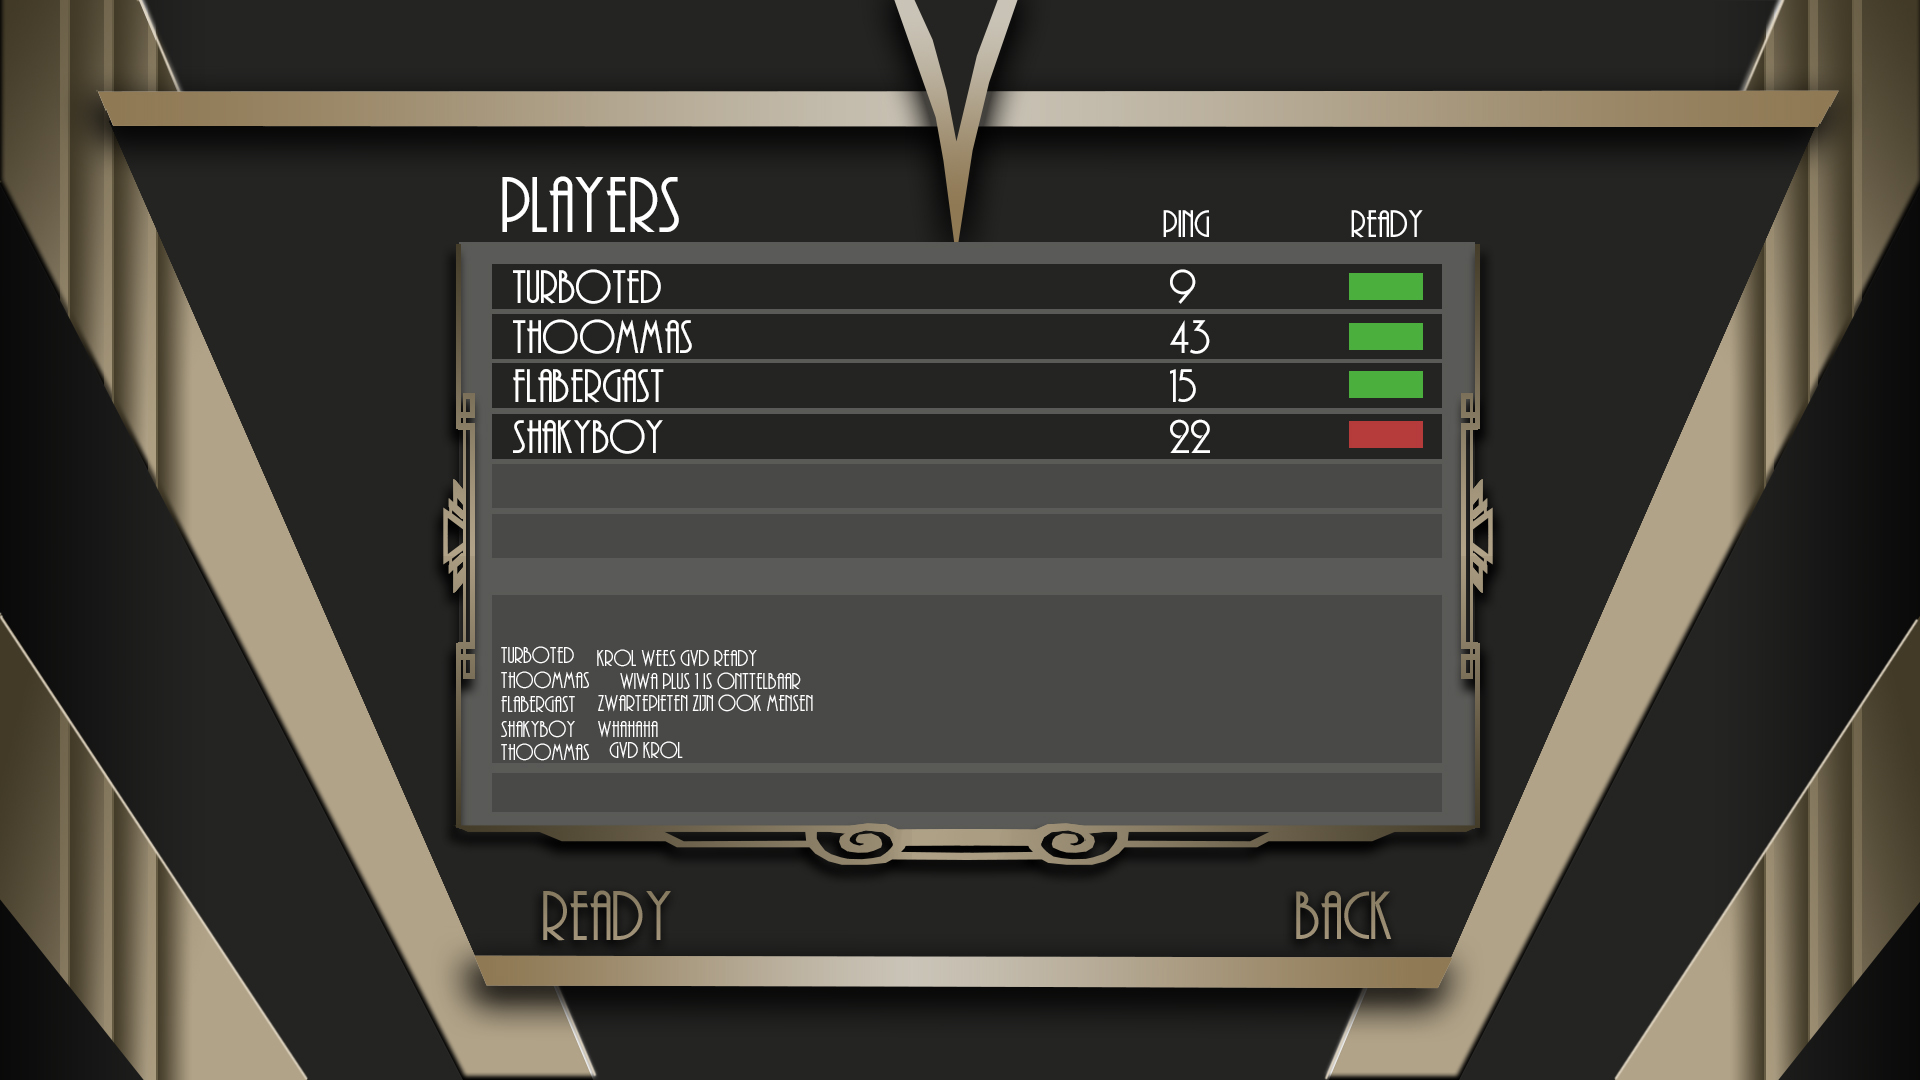 PLAYERS PING READY
TURBOTED 9
THOOMMAS 43
FLABERGAST 15
SHAKYBOY 22
TURBOTED KROL WEES GVD READY
THOOMMAS WIWA PLUS 1 IS ONTTELBAAR
FLABERGAST ZWARTEPIETEN ZIJN OOK MENSEN
SHAKYBOY WHAHAHA
THOOMMAS GVD KROL
READY BACK